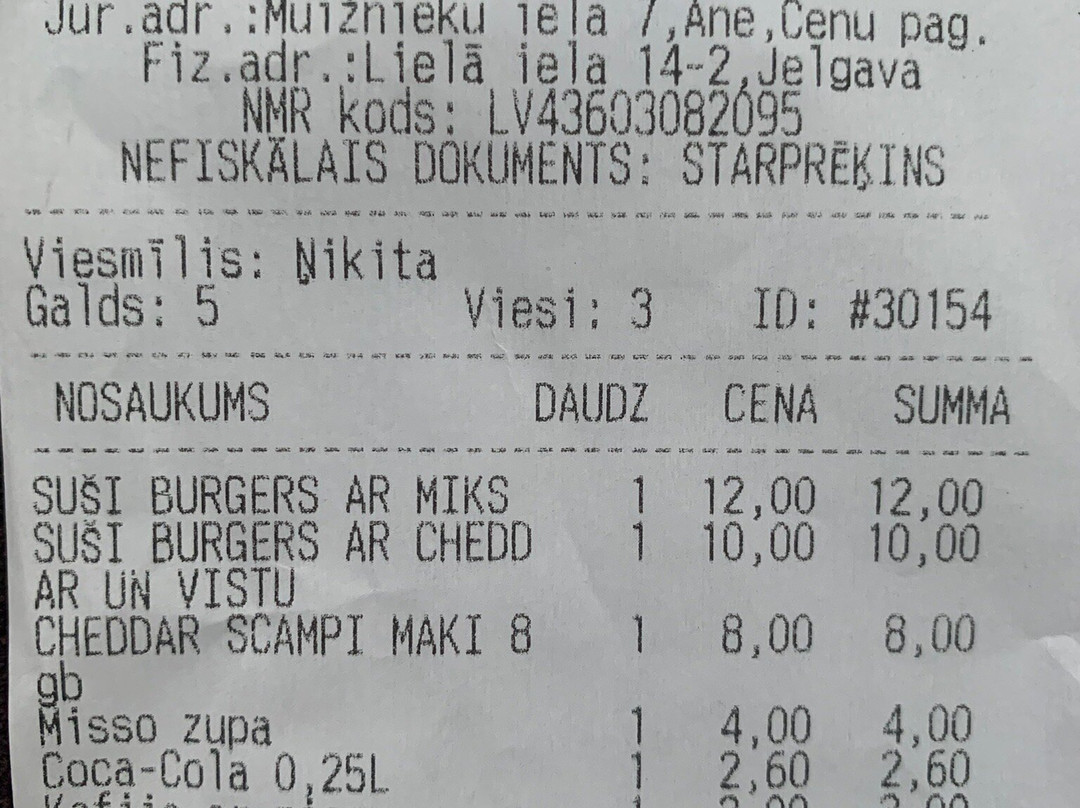 Jur.adr.:Muižnieku iela 7,Āne,Cenu pag.
Fiz.adr.:Lielā iela 14-2,Jelgava
NMR kods: LV43603082095
NEFISKĀLAIS DOKUMENTS: STARPRĒĶINS
Viesmīlis: Ņikita
Galds: 5 Viesi: 3 ID: #30154
NOSAUKUMS DAUDZ CENA SUMMA
SUŠI BURGERS AR MIKS 1 12,00 12,00
SUŠI BURGERS AR CHEDD 1 10,00 10,00
AR UN VISTU
CHEDDAR SCAMPI MAKI 8 1 8,00 8,00
gb
Misso zupa 1 4,00 4,00
Coca-Cola 0,25L 1 2,60 2,60